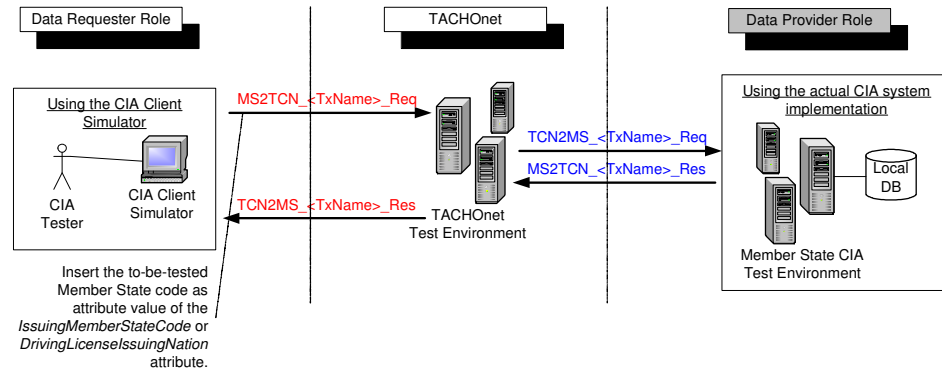 Data Requester Role
TACHOnet
Data Provider Role
Using the CIA Client
Simulator
CIA
Tester
CIA Client
Simulator
MS2TCN_<TxName>_Req
TCN2MS_<TxName>_Res
TACHOnet
Test Environment
TCN2MS_<TxName>_Req
MS2TCN_<TxName>_Res
Using the actual CIA system
implementation
Local
DB
Member State CIA
Test Environment
Insert the to-be-tested
Member State code as
attribute value of the
IssuingMemberStateCode or
DrivingLicenseIssuingNation
attribute.